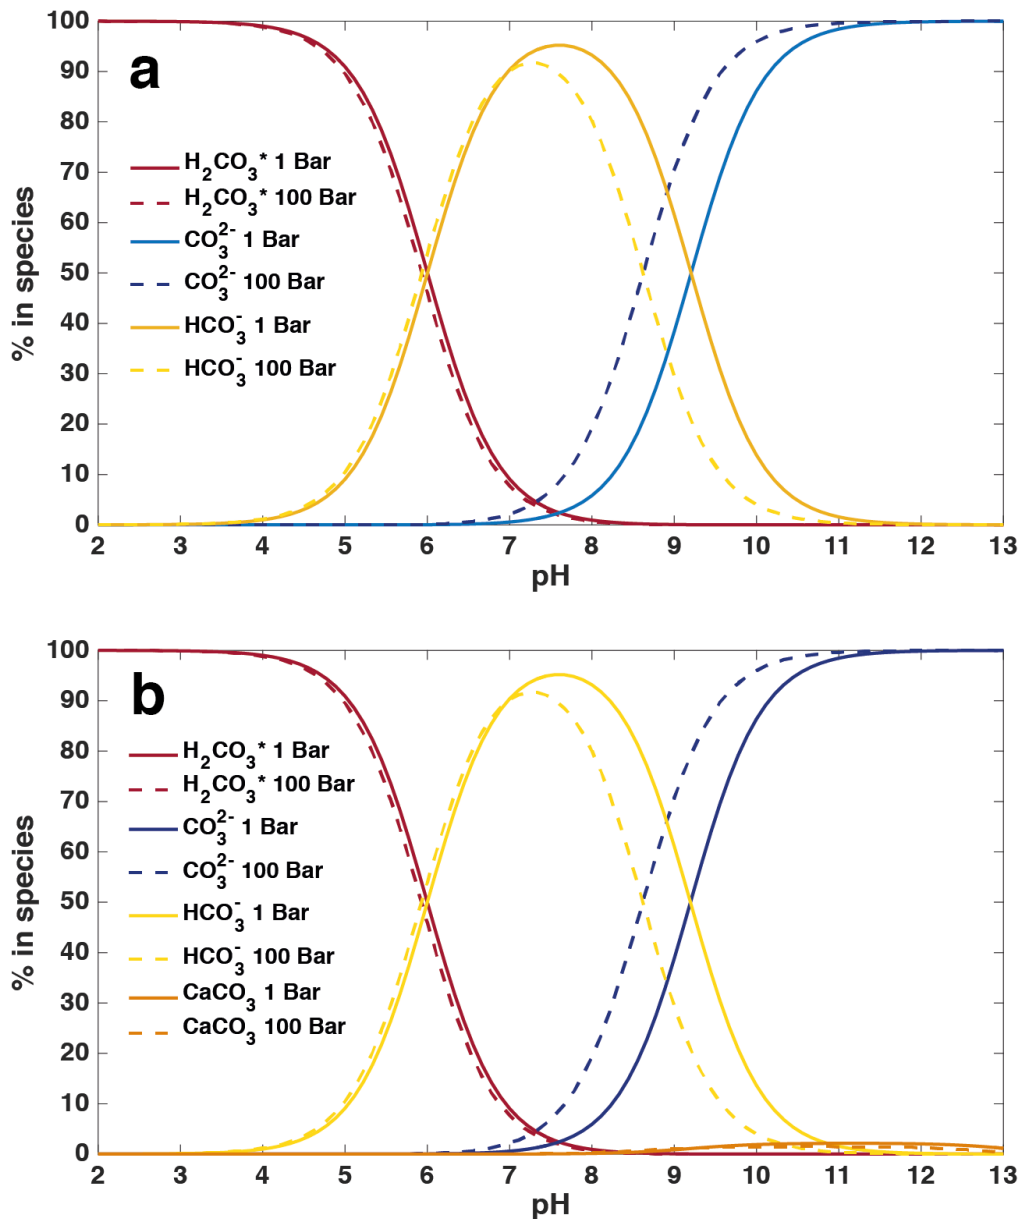 100
90
80
70
60
50
40
30
20
10
0
% in species
a
H₂CO₃* 1 Bar
H₂CO₃* 100 Bar
CO₃²⁻ 1 Bar
CO₃²⁻ 100 Bar
HCO₃⁻ 1 Bar
HCO₃⁻ 100 Bar
2 3 4 5 6 7 8 9 10 11 12 13
pH
100
90
80
70
60
50
40
30
20
10
0
% in species
b
H₂CO₃* 1 Bar
H₂CO₃* 100 Bar
CO₃²⁻ 1 Bar
CO₃²⁻ 100 Bar
HCO₃⁻ 1 Bar
HCO₃⁻ 100 Bar
CaCO₃ 1 Bar
CaCO₃ 100 Bar
2 3 4 5 6 7 8 9 10 11 12 13
pH